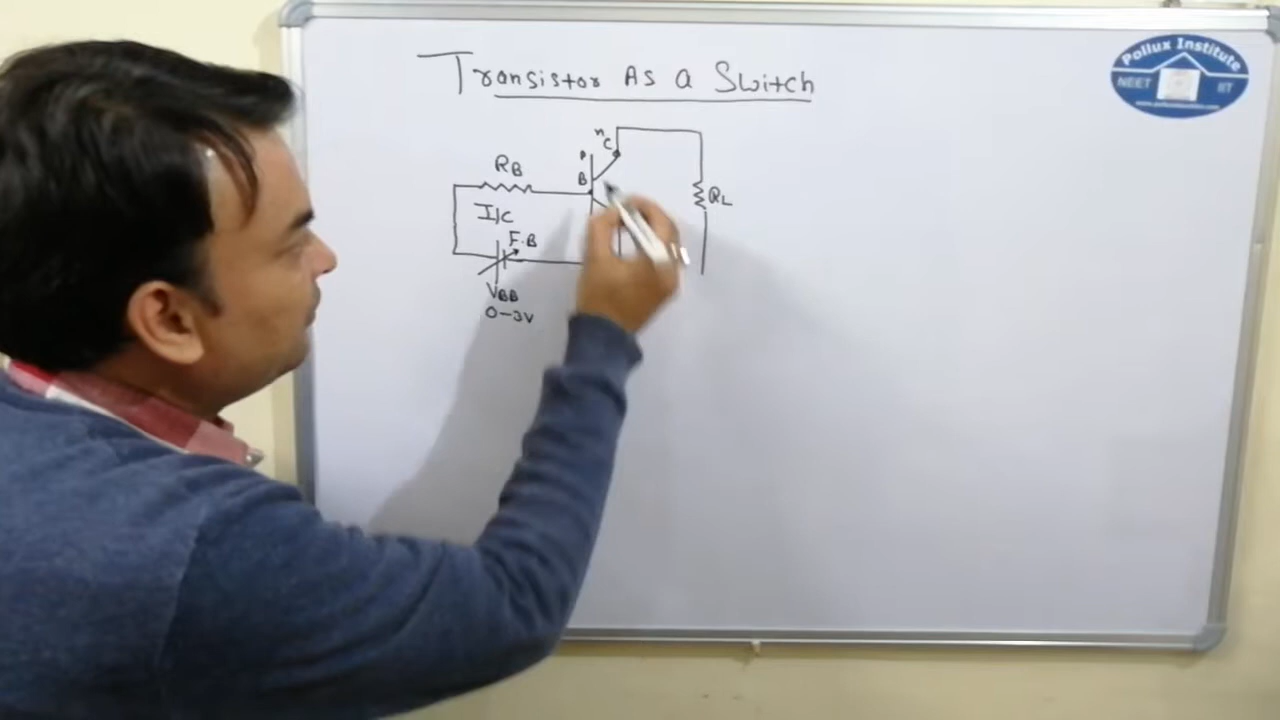 Transistor As a Switch
n
C
P
B
RB
RL
I/C
F.B
VBB
0-3V
Pollux Institute
NEET IIT